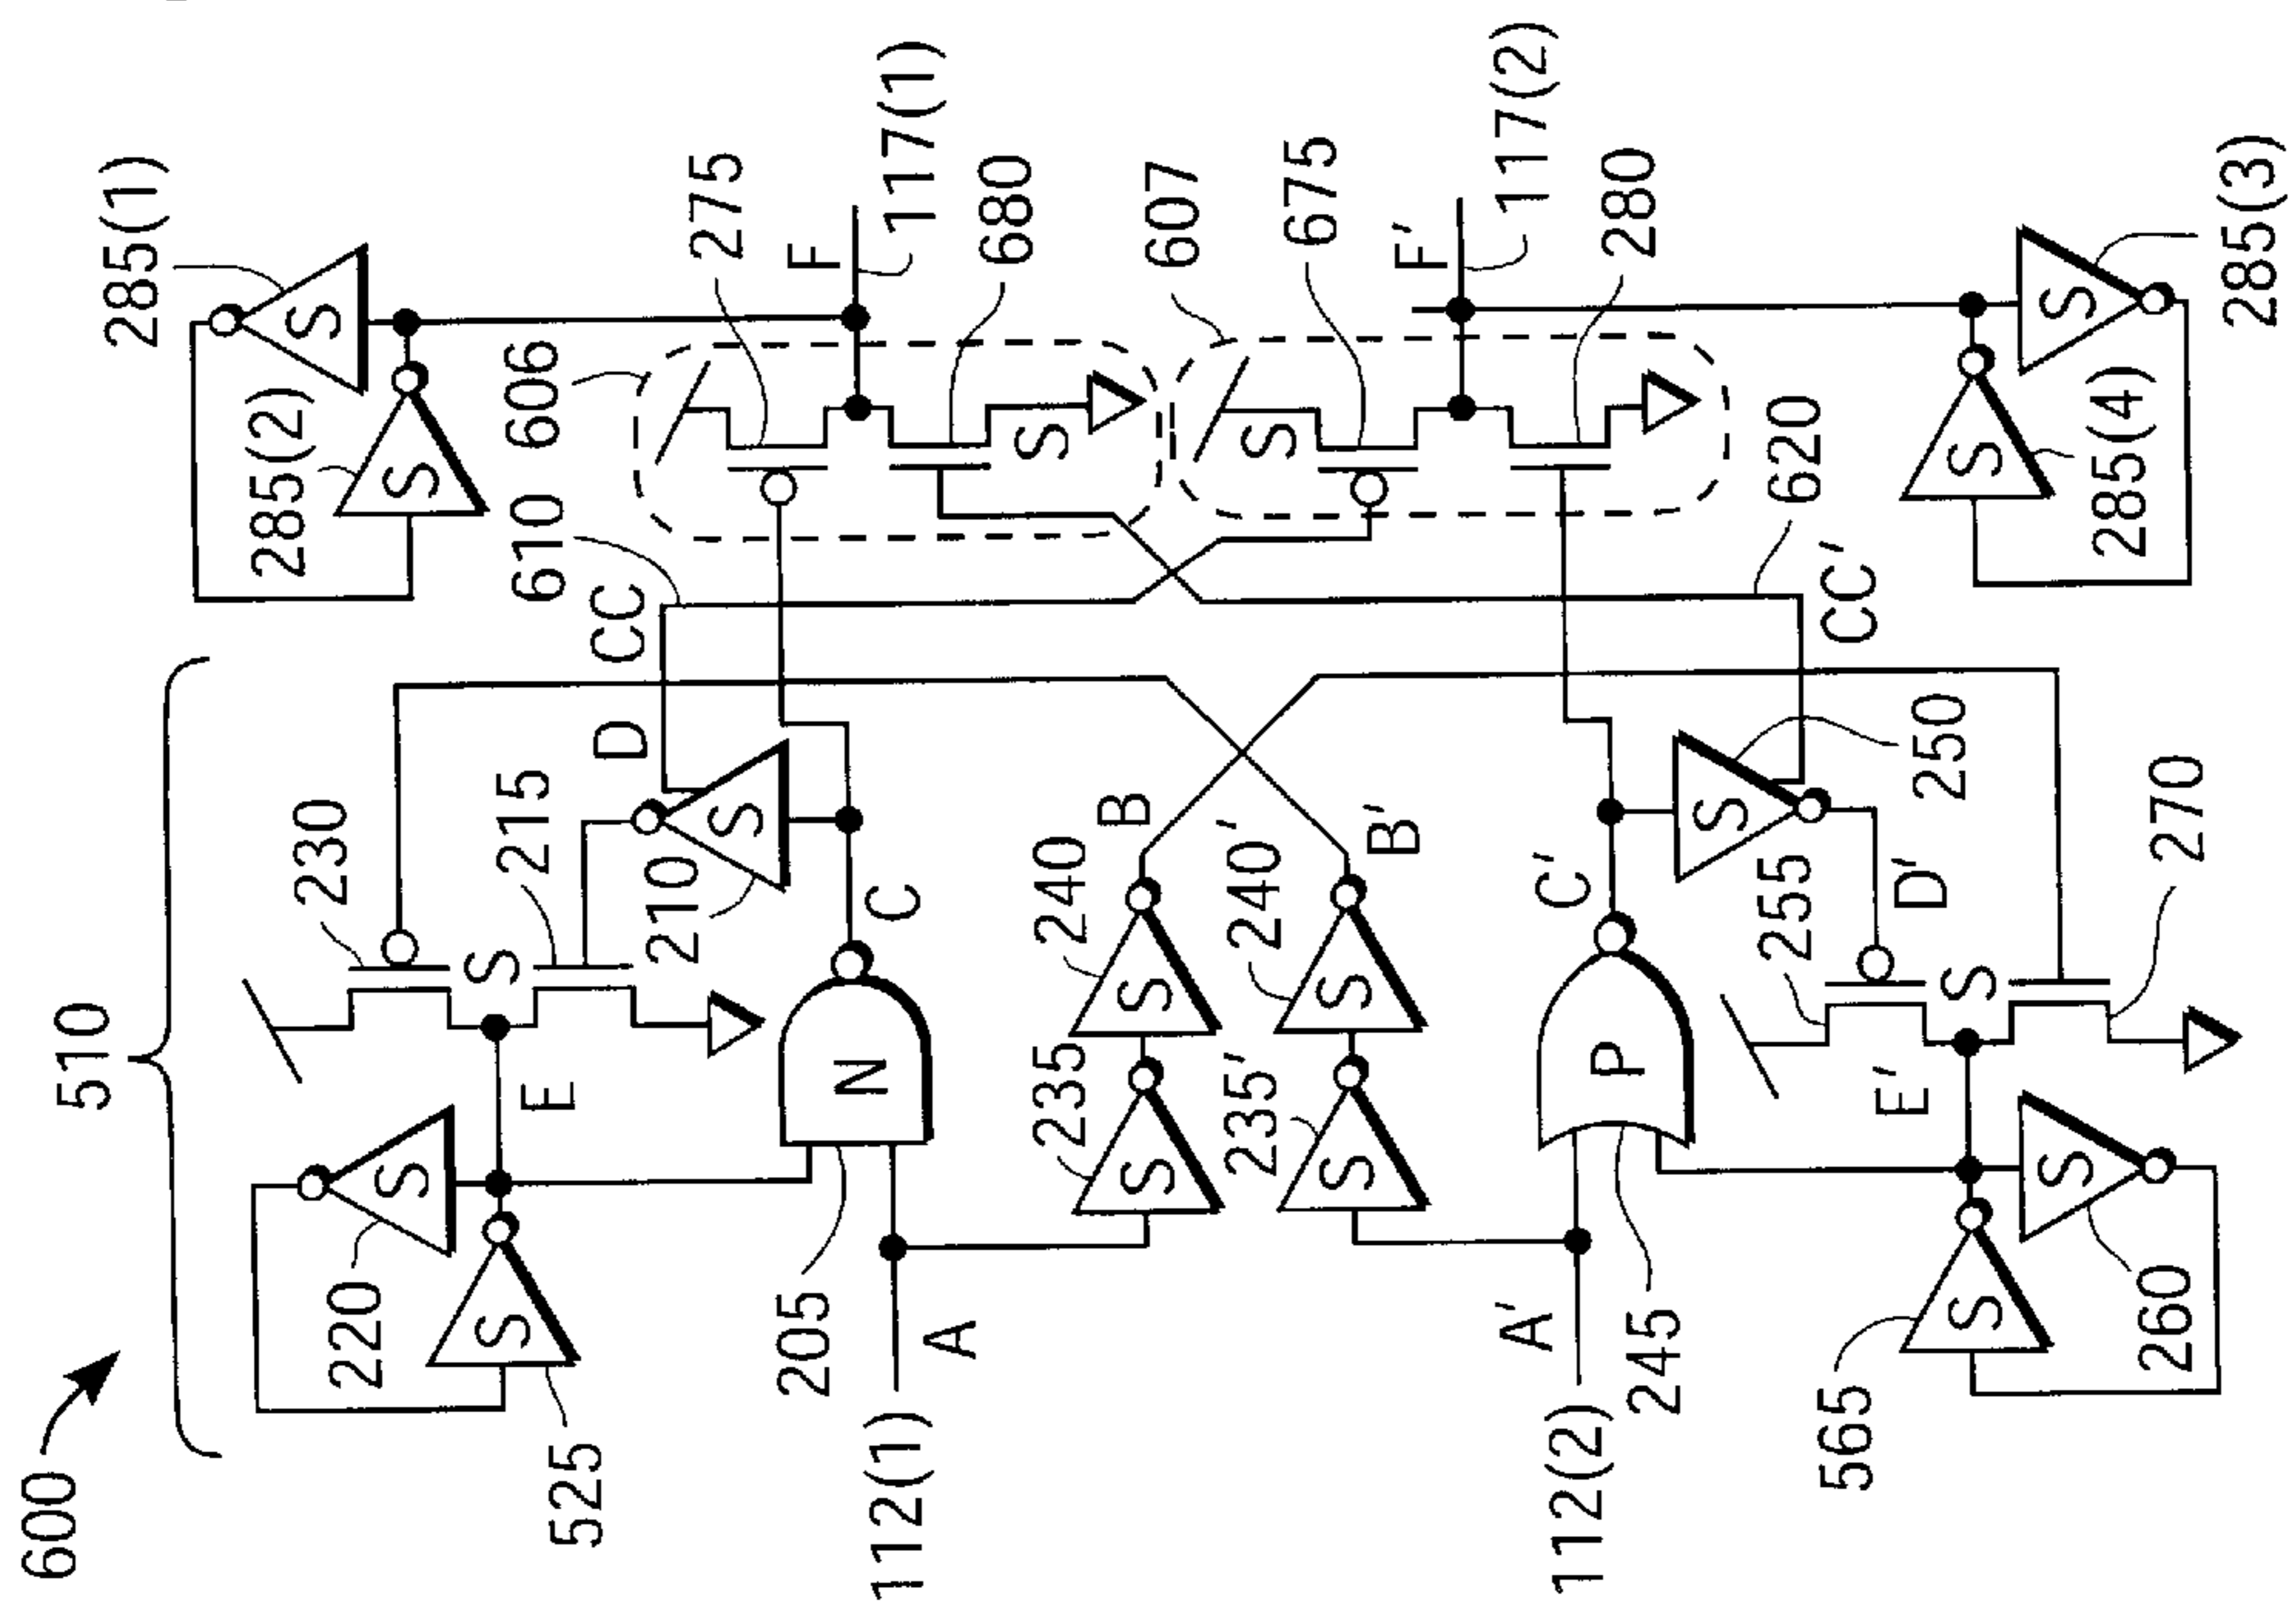 600
510
220
S
525
S
E
230
S
215
D
210
S
205
N
C
112(1)
A
235
S
240
S
B
235'
S
240'
S
B'
112(2)
A'
245
P
C'
250
S
D'
255
S
270
E'
565
S
260
S
285(1)
S
285(2)
S
606
610
CC
275
F
117(1)
680
S
607
675
S
F'
117(2)
280
620
CC'
285(3)
S
285(4)
S